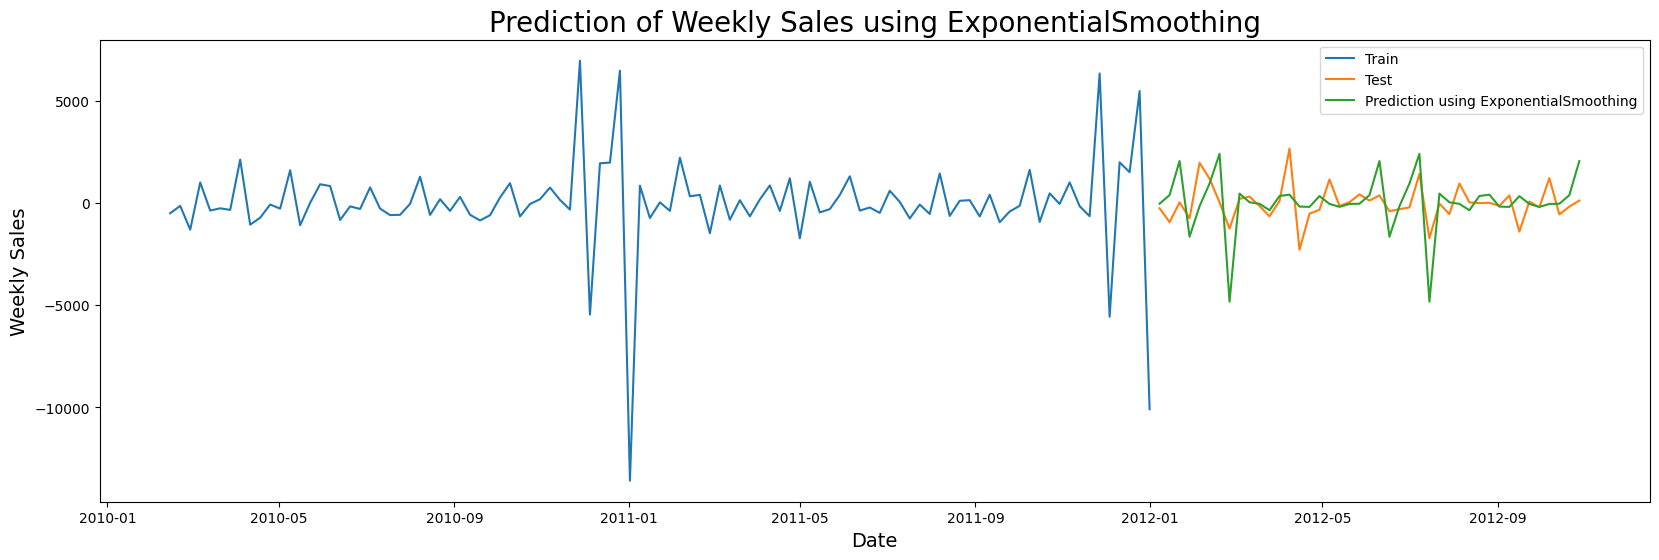 Prediction of Weekly Sales using ExponentialSmoothing
Train
Test
Prediction using ExponentialSmoothing
Weekly Sales
5000
0
−5000
−10000
2010-01
2010-05
2010-09
2011-01
2011-05
2011-09
2012-01
2012-05
2012-09
Date